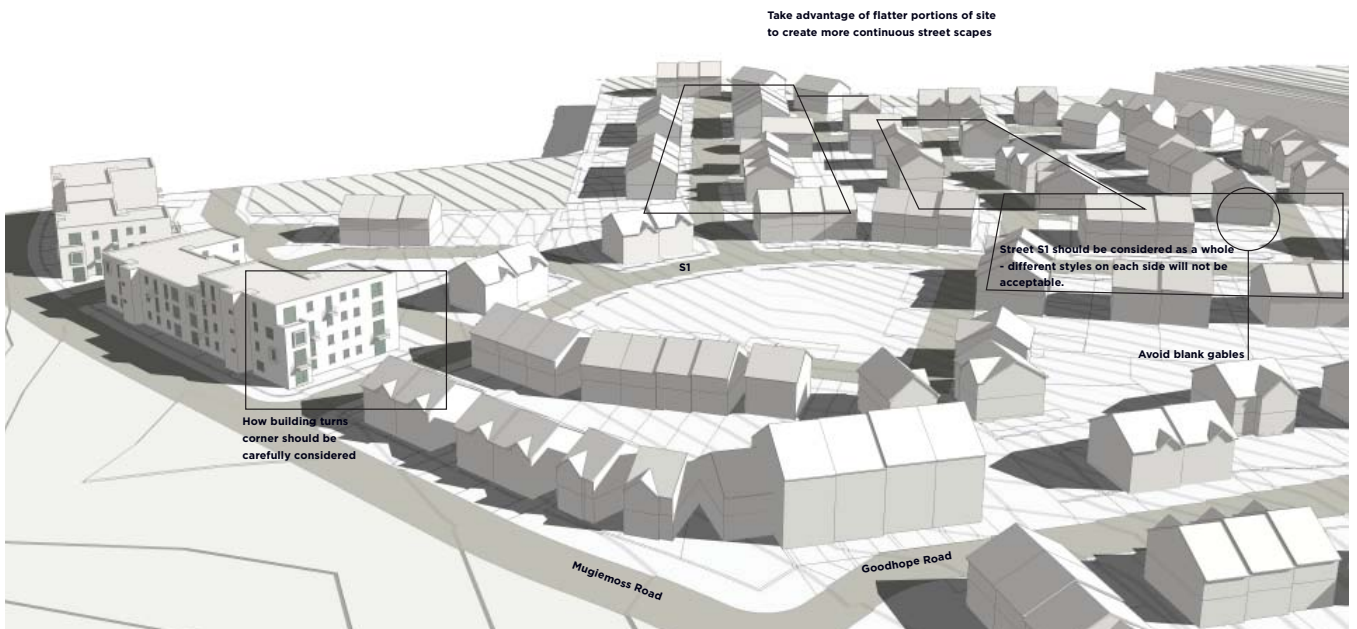 Take advantage of flatter portions of site
to create more continuous street scapes
S1
Street S1 should be considered as a whole
- different styles on each side will not be
acceptable.
Avoid blank gables
How building turns
corner should be
carefully considered
Mugiemoss Road
Goodhope Road